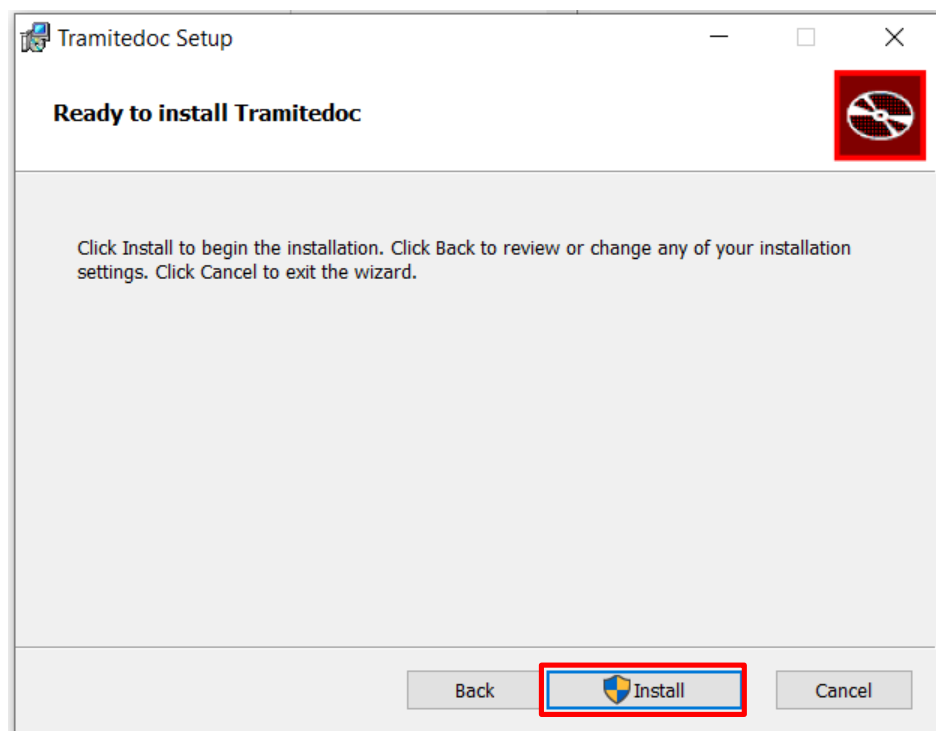 Tramitedoc Setup
Ready to install Tramitedoc
Click Install to begin the installation. Click Back to review or change any of your installation
settings. Click Cancel to exit the wizard.
Back
Install
Cancel